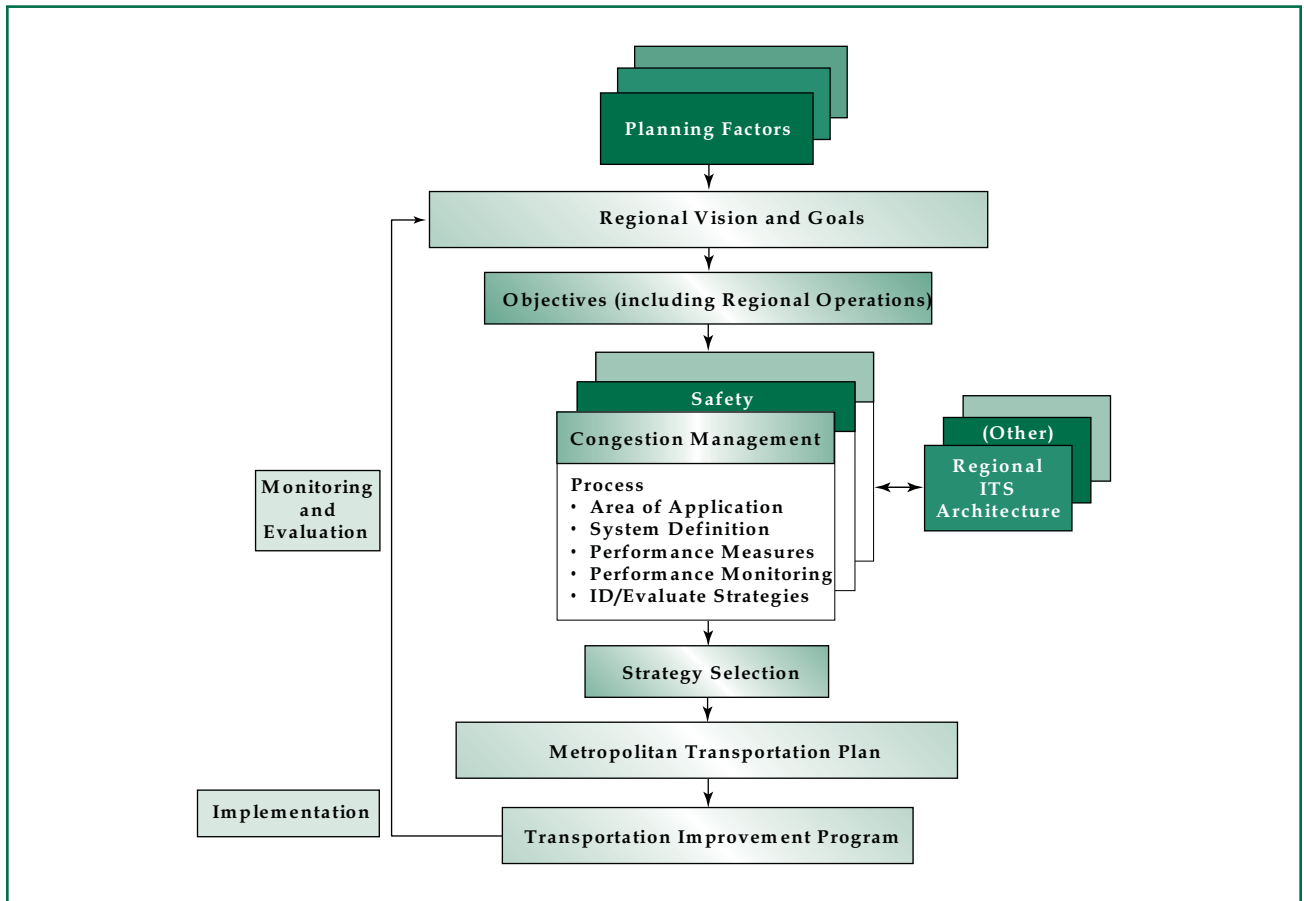 Planning Factors
Regional Vision and Goals
Objectives (including Regional Operations)
Safety
Congestion Management
Process
• Area of Application
• System Definition
• Performance Measures
• Performance Monitoring
• ID/Evaluate Strategies
(Other)
Regional
ITS
Architecture
Monitoring
and
Evaluation
Strategy Selection
Metropolitan Transportation Plan
Implementation
Transportation Improvement Program